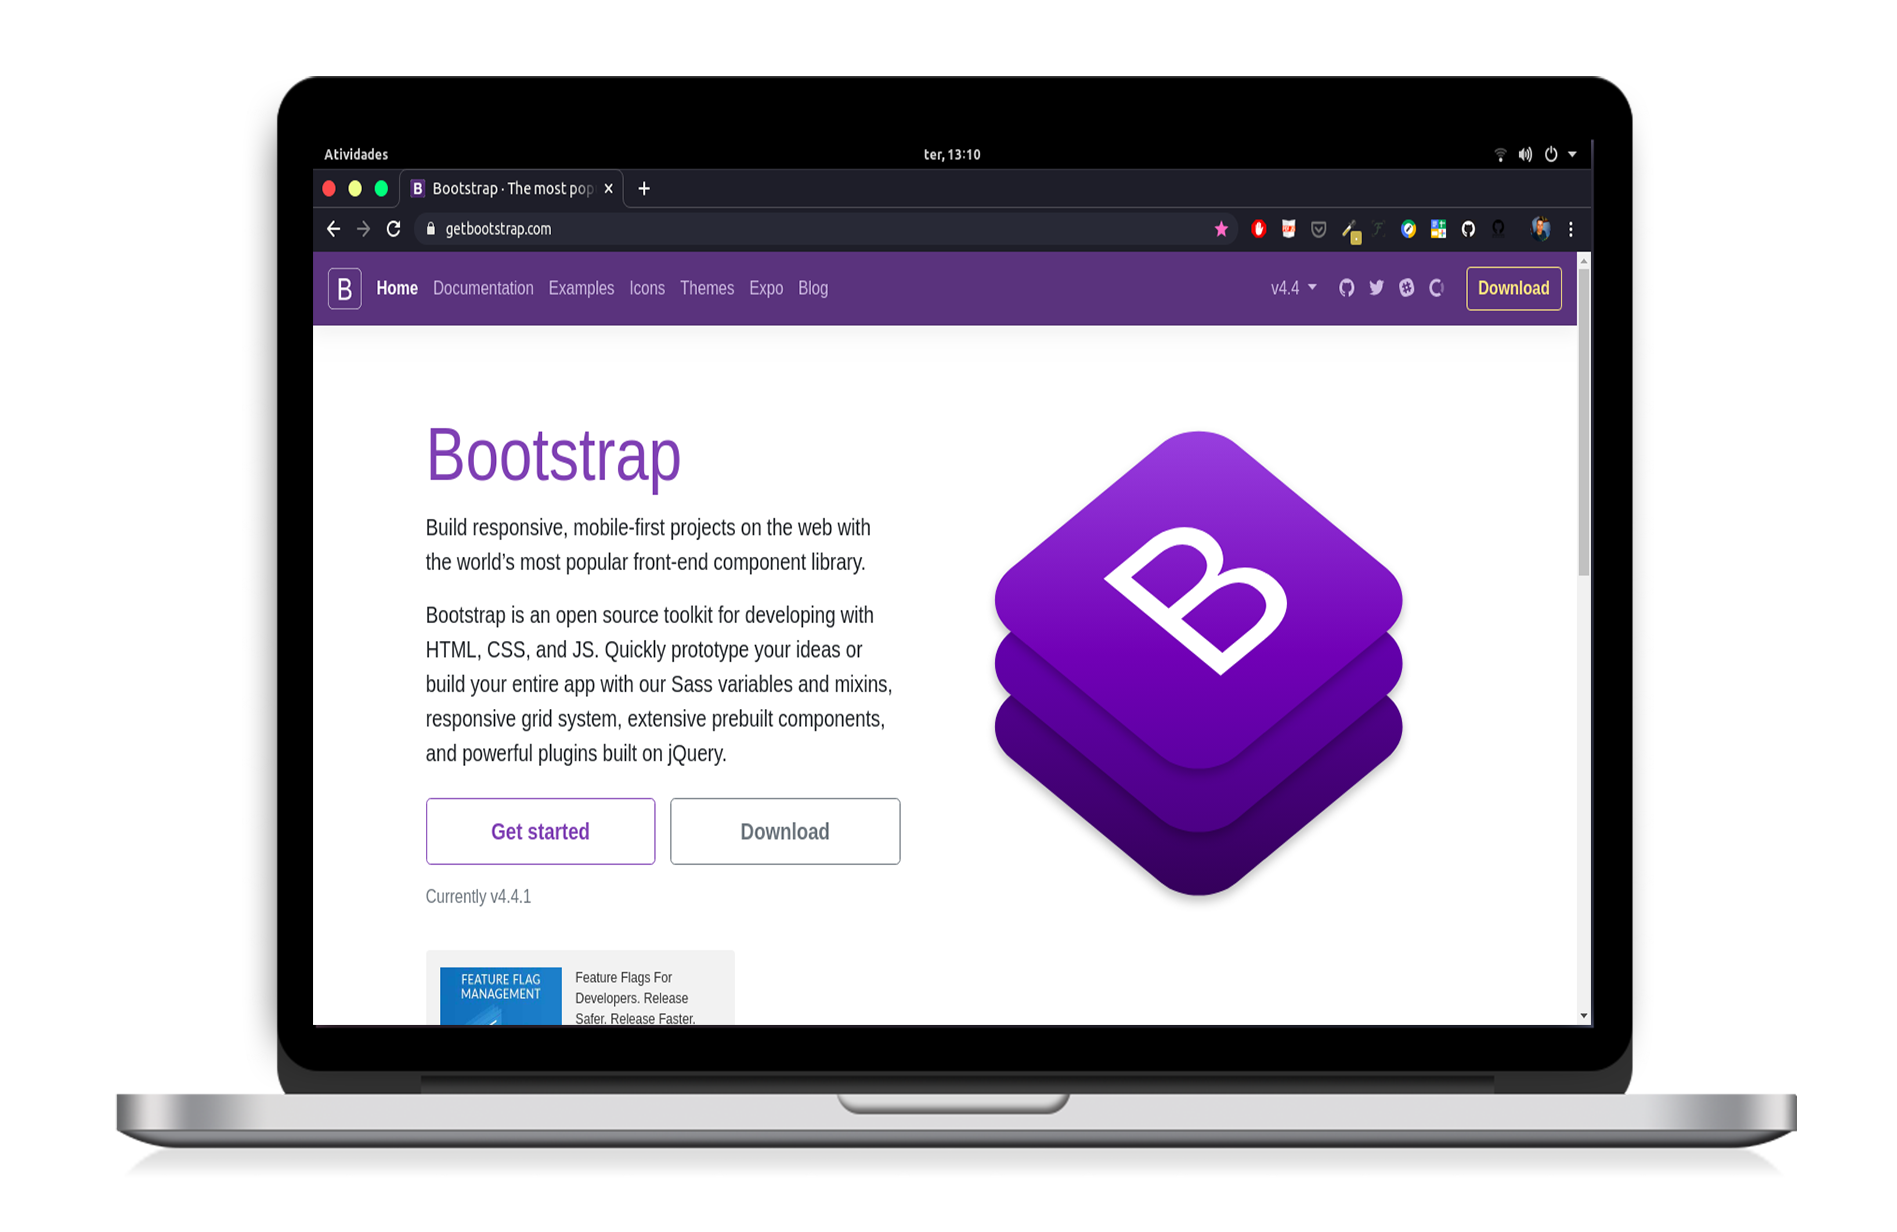 Atividades
ter, 13:10
B Bootstrap · The most pop
getbootstrap.com
B Home Documentation Examples Icons Themes Expo Blog v4.4 Download
Bootstrap
Build responsive, mobile-first projects on the web with
the world’s most popular front-end component library.
Bootstrap is an open source toolkit for developing with
HTML, CSS, and JS. Quickly prototype your ideas or
build your entire app with our Sass variables and mixins,
responsive grid system, extensive prebuilt components,
and powerful plugins built on jQuery.
Get started
Download
Currently v4.4.1
B
FEATURE FLAG
MANAGEMENT
Feature Flags For
Developers. Release
Safer. Release Faster.